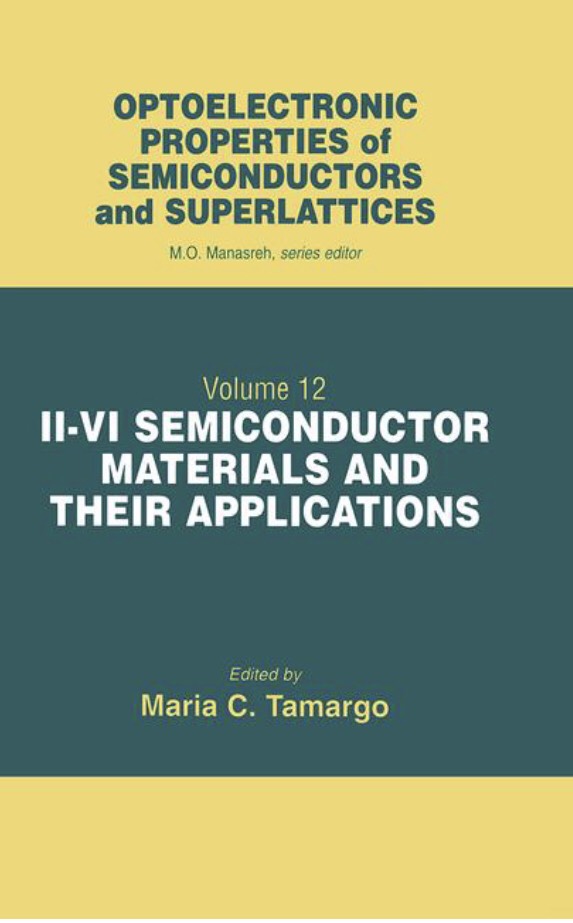 OPTOELECTRONIC
PROPERTIES of
SEMICONDUCTORS
and SUPERLATTICES
M.O. Manasreh, series editor
Volume 12
II-VI SEMICONDUCTOR
MATERIALS AND
THEIR APPLICATIONS
Edited by
Maria C. Tamargo